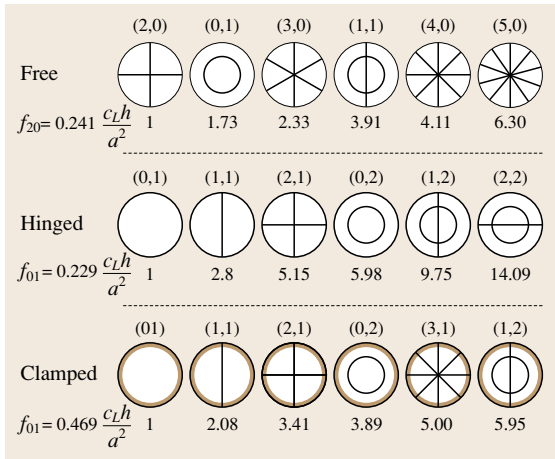 (2,0) (0,1) (3,0) (1,1) (4,0) (5,0)
Free
f20 = 0.241 cLh/a² 1 1.73 2.33 3.91 4.11 6.30
(0,1) (1,1) (2,1) (0,2) (1,2) (2,2)
Hinged
f01 = 0.229 cLh/a² 1 2.8 5.15 5.98 9.75 14.09
(01) (1,1) (2,1) (0,2) (3,1) (1,2)
Clamped
f01 = 0.469 cLh/a² 1 2.08 3.41 3.89 5.00 5.95